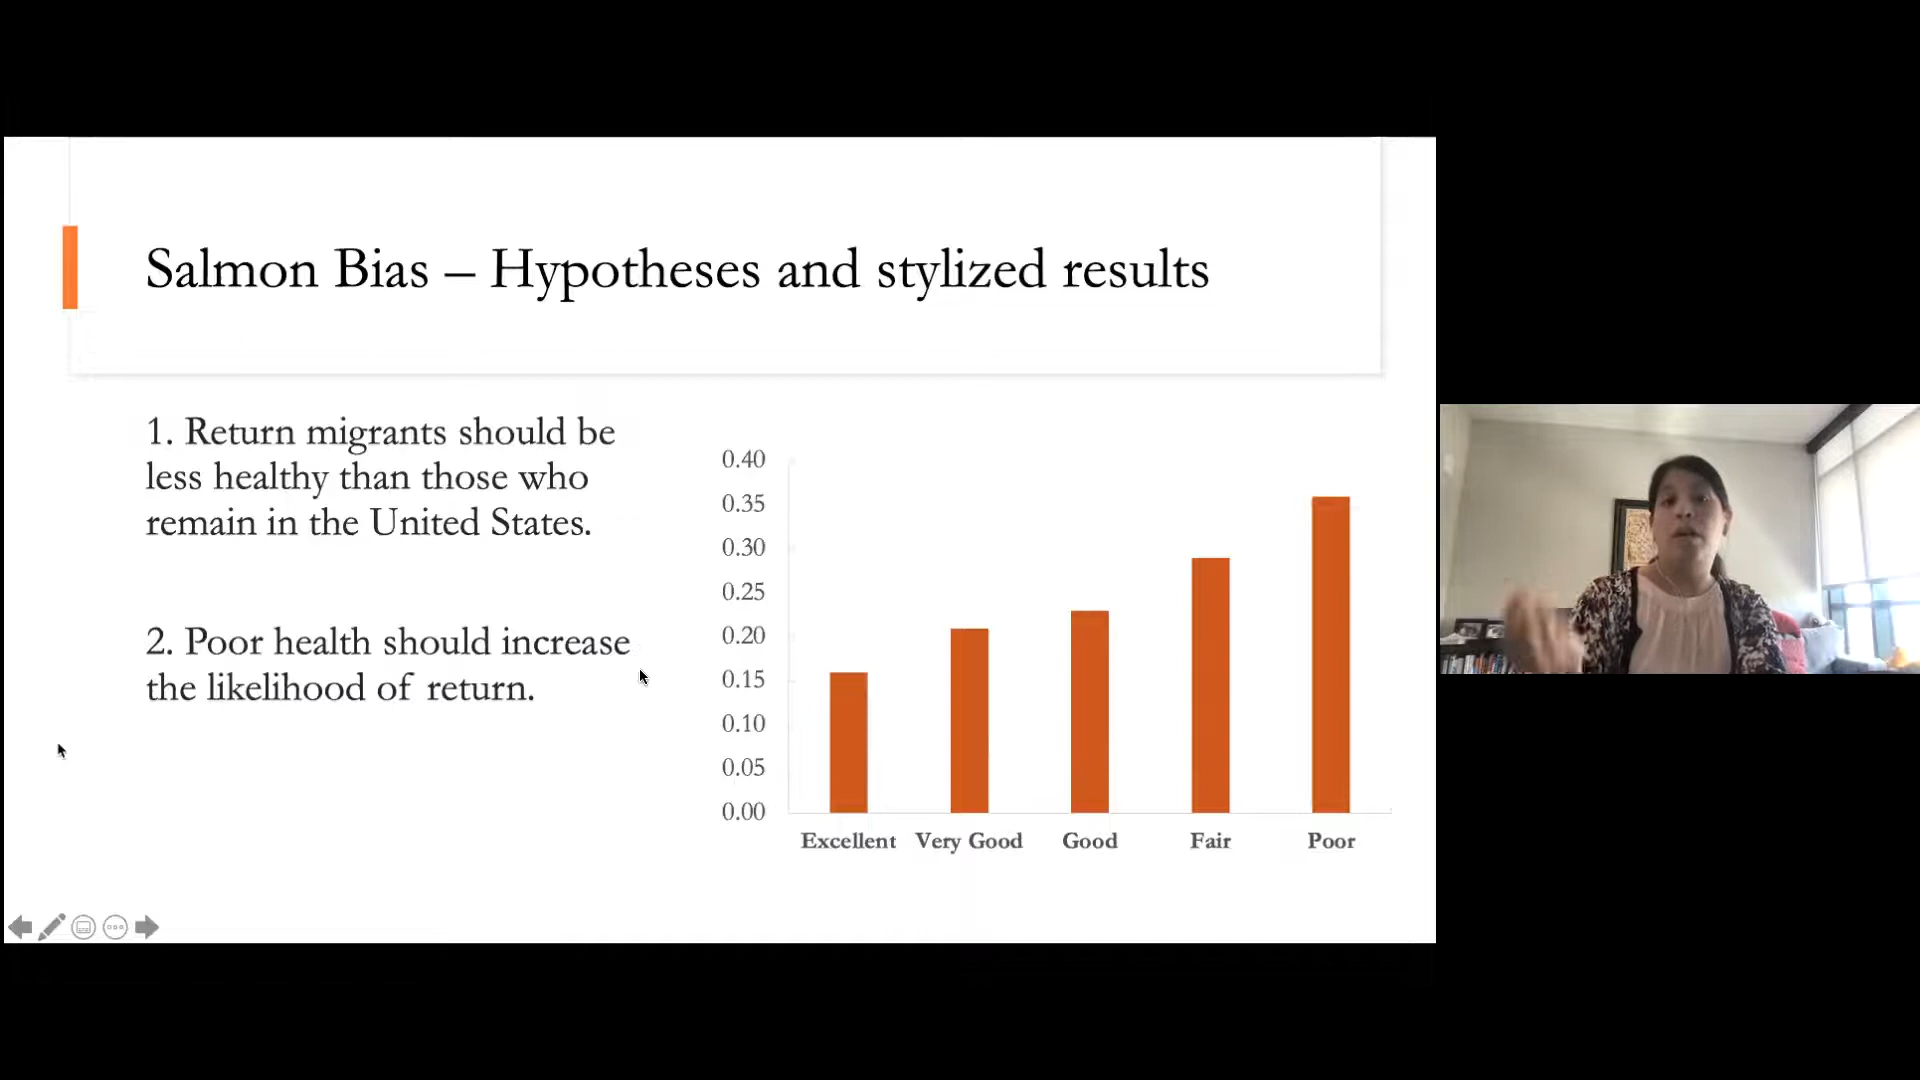 Salmon Bias – Hypotheses and stylized results
1. Return migrants should be
less healthy than those who
remain in the United States.
2. Poor health should increase
the likelihood of return.
0.40
0.35
0.30
0.25
0.20
0.15
0.10
0.05
0.00
Excellent Very Good Good Fair Poor